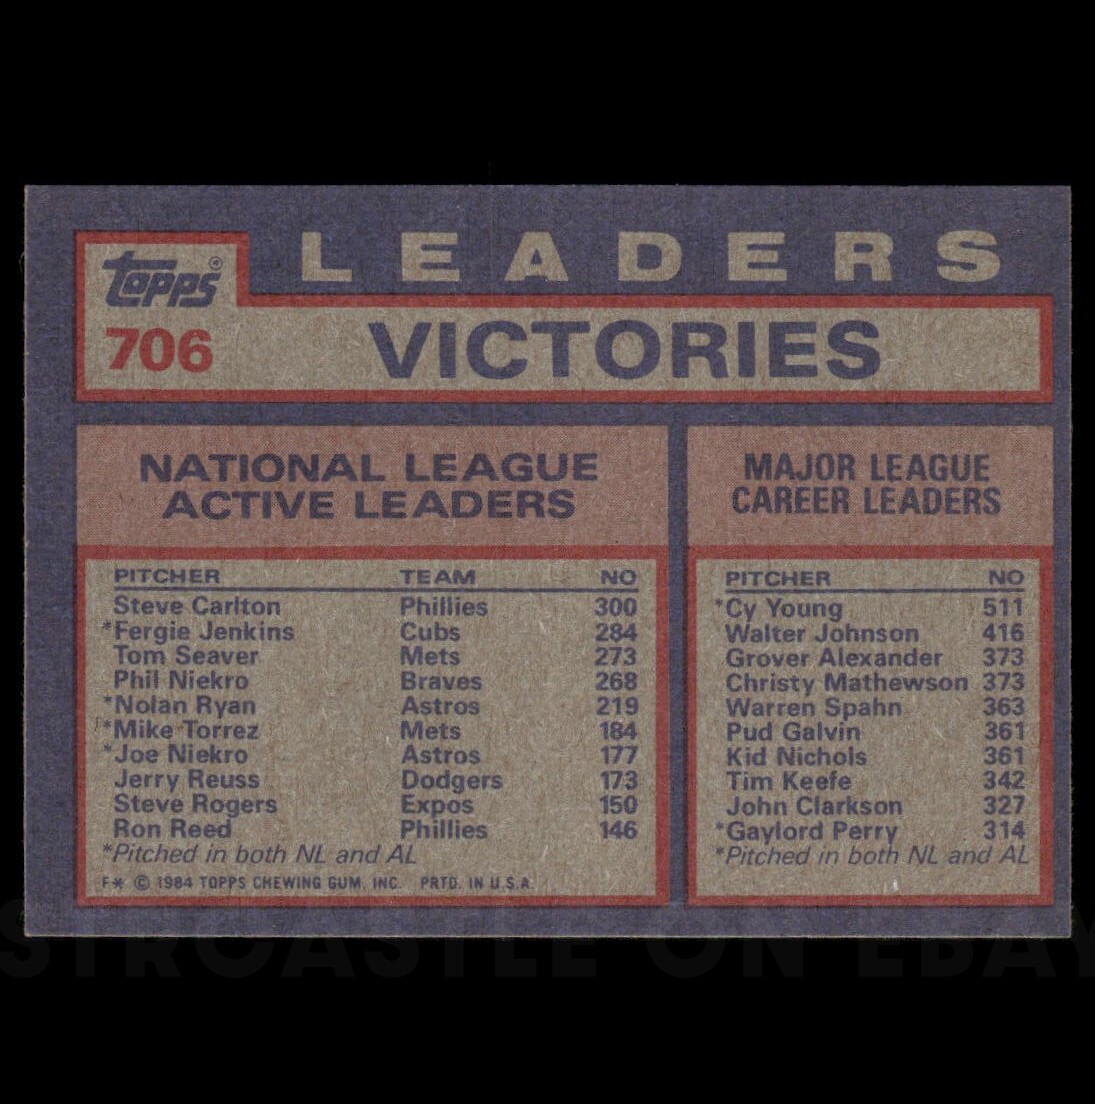 LEADERS
topps®
706
VICTORIES
NATIONAL LEAGUE
ACTIVE LEADERS
PITCHER TEAM NO
Steve Carlton Phillies 300
*Fergie Jenkins Cubs 284
Tom Seaver Mets 273
Phil Niekro Braves 268
*Nolan Ryan Astros 219
*Mike Torrez Mets 184
*Joe Niekro Astros 177
Jerry Reuss Dodgers 173
Steve Rogers Expos 150
Ron Reed Phillies 146
*Pitched in both NL and AL
F* © 1984 TOPPS CHEWING GUM, INC. PRTD. IN U.S.A.
MAJOR LEAGUE
CAREER LEADERS
PITCHER NO
*Cy Young 511
Walter Johnson 416
Grover Alexander 373
Christy Mathewson 373
Warren Spahn 363
Pud Galvin 361
Kid Nichols 361
Tim Keefe 342
John Clarkson 327
*Gaylord Perry 314
*Pitched in both NL and AL
STRCASTLE ON EBAY